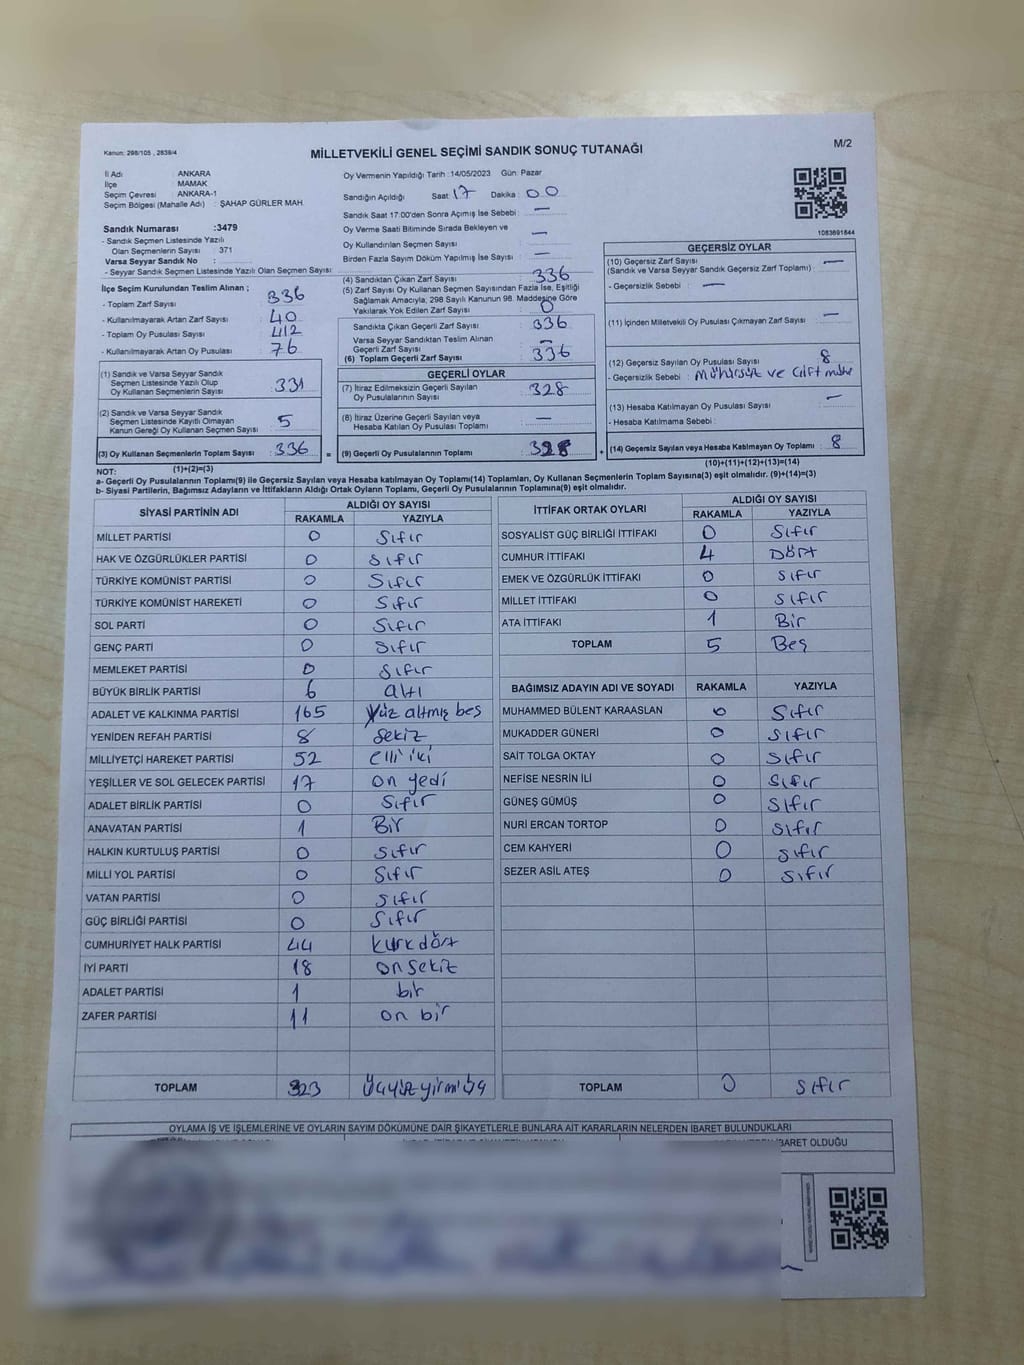 Kanun: 298/105 , 2839/4
M/2
MİLLETVEKİLİ GENEL SEÇİMİ SANDIK SONUÇ TUTANAĞI
İl Adı : ANKARA
İlçe : MAMAK
Seçim Çevresi : ANKARA-1
Seçim Bölgesi (Mahalle Adı) : ŞAHAP GÜRLER MAH.
Sandık Numarası :3479
- Sandık Seçmen Listesinde Yazılı
Olan Seçmenlerin Sayısı : 371
Varsa Seyyar Sandık No :
- Seyyar Sandık Seçmen Listesinde Yazılı Olan Seçmen Sayısı:
Oy Vermenin Yapıldığı Tarih :14/05/2023 Gün: Pazar
Sandığın Açıldığı Saat : 17 Dakika : 00
Sandık Saat 17:00'den Sonra Açımış İse Sebebi : —
Oy Verme Saati Bitiminde Sırada Bekleyen ve
Oy Kullandırılan Seçmen Sayısı : —
Birden Fazla Sayım Döküm Yapılmış İse Sayısı : —
1083691844
İlçe Seçim Kurulundan Teslim Alınan ;
- Toplam Zarf Sayısı : 336
- Kullanılmayarak Artan Zarf Sayısı : 40
- Toplam Oy Pusulası Sayısı : 412
- Kullanılmayarak Artan Oy Pusulası : 76
(1) Sandık ve Varsa Seyyar Sandık
Seçmen Listesinde Yazılı Olup
Oy Kullanan Seçmenlerin Sayısı : 331
(2) Sandık ve Varsa Seyyar Sandık
Seçmen Listesinde Kayıtlı Olmayan
Kanun Gereği Oy Kullanan Seçmen Sayısı : 5
(3) Oy Kullanan Seçmenlerin Toplam Sayısı : 336 =
(1)+(2)=(3)
(4) Sandıktan Çıkan Zarf Sayısı : 336
(5) Zarf Sayısı Oy Kullanan Seçmen Sayısından Fazla İse, Eşitliği
Sağlamak Amacıyla, 298 Sayılı Kanunun 98. Maddesine Göre
Yakılarak Yok Edilen Zarf Sayısı : 0
Sandıkta Çıkan Geçerli Zarf Sayısı : 336
Varsa Seyyar Sandıktan Teslim Alınan
Geçerli Zarf Sayısı : —
(6) Toplam Geçerli Zarf Sayısı : 336
GEÇERLİ OYLAR
(7) İtiraz Edilmeksizin Geçerli Sayılan
Oy Pusulalarının Sayısı : 328
(8) İtiraz Üzerine Geçerli Sayılan veya
Hesaba Katılan Oy Pusulası Toplamı : —
(9) Geçerli Oy Pusulalarının Toplamı : 328 +
GEÇERSİZ OYLAR
(10) Geçersiz Zarf Sayısı : —
(Sandık ve Varsa Seyyar Sandık Geçersiz Zarf Toplamı)
- Geçersizlik Sebebi : —
(11) İçinden Milletvekili Oy Pusulası Çıkmayan Zarf Sayısı : —
(12) Geçersiz Sayılan Oy Pusulası Sayısı : 8
- Geçersizlik Sebebi : Mühürsüz ve Çift mühür
(13) Hesaba Katılmayan Oy Pusulası Sayısı : —
- Hesaba Katılmama Sebebi :
(14) Geçersiz Sayılan veya Hesaba Katılmayan Oy Toplamı : 8
(10)+(11)+(12)+(13)=(14)
NOT:
a- Geçerli Oy Pusulasının Toplamı(9) ile Geçersiz Sayılan veya Hesaba katılmayan Oy Toplamı(14) Toplamları, Oy Kullanan Seçmenlerin Toplam Sayısına(3) eşit olmalıdır. (9)+(14)=(3)
b- Siyasi Partilerin, Bağımsız Adayların ve İttifakların Aldığı Ortak Oyların Toplamı, Geçerli Oy Pusulalarının Toplamına(9) eşit olmalıdır.
SİYASİ PARTİNİN ADI ALDIĞI OY SAYISI
RAKAMLA YAZIYLA
MİLLET PARTİSİ 0 Sıfır
HAK VE ÖZGÜRLÜKLER PARTİSİ 0 Sıfır
TÜRKİYE KOMÜNİST PARTİSİ 0 Sıfır
TÜRKİYE KOMÜNİST HAREKETİ 0 Sıfır
SOL PARTİ 0 Sıfır
GENÇ PARTİ 0 Sıfır
MEMLEKET PARTİSİ 0 Sıfır
BÜYÜK BİRLİK PARTİSİ 6 altı
ADALET VE KALKINMA PARTİSİ 165 Yüz altmış beş
YENİDEN REFAH PARTİSİ 8 Sekiz
MİLLİYETÇİ HAREKET PARTİSİ 52 elli iki
YEŞİLLER VE SOL GELECEK PARTİSİ 17 on yedi
ADALET BİRLİK PARTİSİ 0 Sıfır
ANAVATAN PARTİSİ 1 Bir
HALKIN KURTULUŞ PARTİSİ 0 Sıfır
MİLLİ YOL PARTİSİ 0 Sıfır
VATAN PARTİSİ 0 Sıfır
GÜÇ BİRLİĞİ PARTİSİ 0 Sıfır
CUMHURİYET HALK PARTİSİ 44 kırk dört
İYİ PARTİ 18 on sekiz
ADALET PARTİSİ 1 bir
ZAFER PARTİSİ 11 on bir
TOPLAM 323 Üçyüz yirmi üç
İTTİFAK ORTAK OYLARI ALDIĞI OY SAYISI
RAKAMLA YAZIYLA
SOSYALİST GÜÇ BİRLİĞİ İTTİFAKI 0 Sıfır
CUMHUR İTTİFAKI 4 Dört
EMEK VE ÖZGÜRLÜK İTTİFAKI 0 Sıfır
MİLLET İTTİFAKI 0 Sıfır
ATA İTTİFAKI 1 Bir
TOPLAM 5 Beş
BAĞIMSIZ ADAYIN ADI VE SOYADI RAKAMLA YAZIYLA
MUHAMMED BÜLENT KARAASLAN 0 Sıfır
MUKADDER GÜNERİ 0 Sıfır
SAİT TOLGA OKTAY 0 Sıfır
NEFİSE NESRİN İLİ 0 Sıfır
GÜNEŞ GÜMÜŞ 0 Sıfır
NURİ ERCAN TORTOP 0 Sıfır
CEM KAHYERİ 0 Sıfır
SEZER ASİL ATEŞ 0 Sıfır
TOPLAM 0 Sıfır
OYLAMA İŞ VE İŞLEMLERİNE VE OYLARIN SAYIM DÖKÜMÜNE DAİR ŞİKAYETLERLE BUNLARA AİT KARARLARIN NELERDEN İBARET BULUNDUKLARI
İBARET OLDUĞU